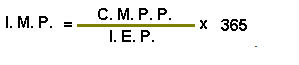 C. M. P. P.
I. M. P. = x 365
I. E. P.